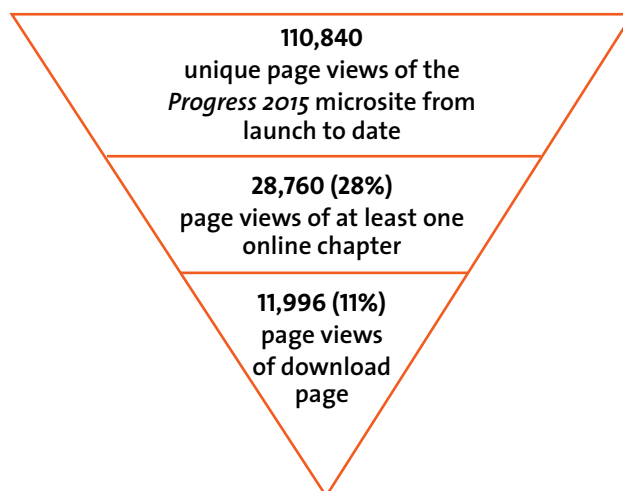 110,840
unique page views of the
Progress 2015 microsite from
launch to date
28,760 (28%)
page views of at least one
online chapter
11,996 (11%)
page views
of download
page